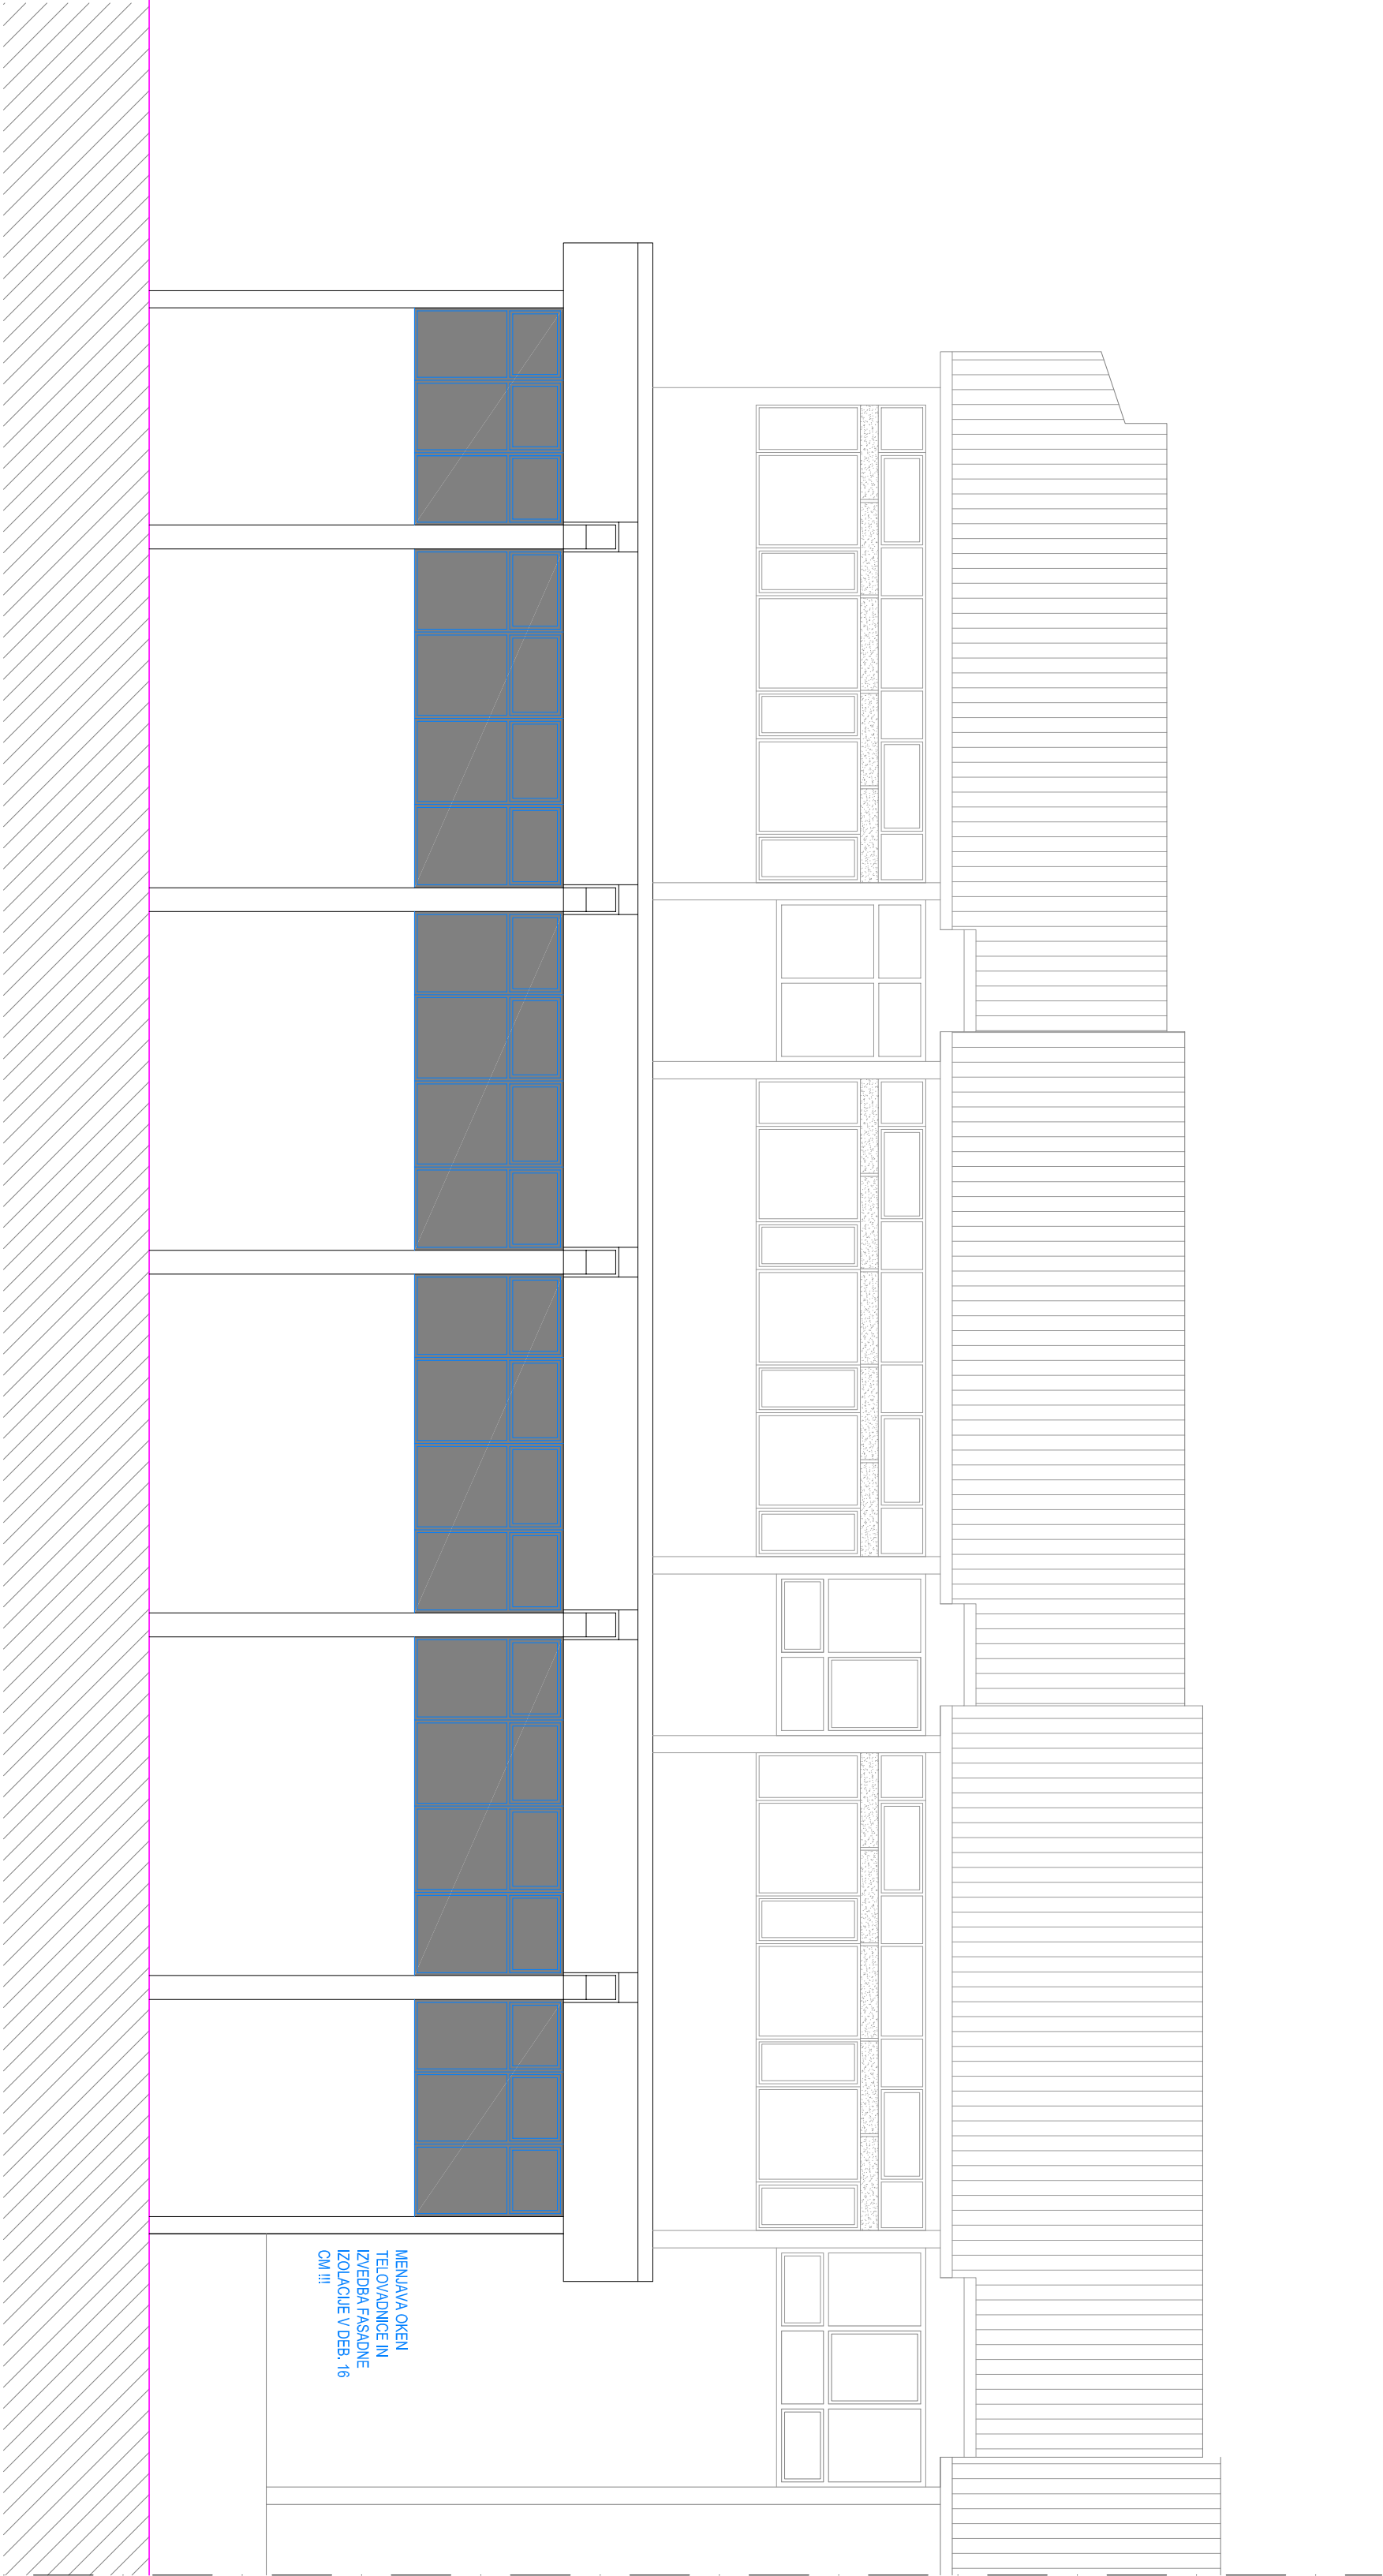 MENJAVA OKEN
TELOVADNICE IN
IZVEDBA FASADNE
IZOLACIJE V DEB. 16
CM !!!